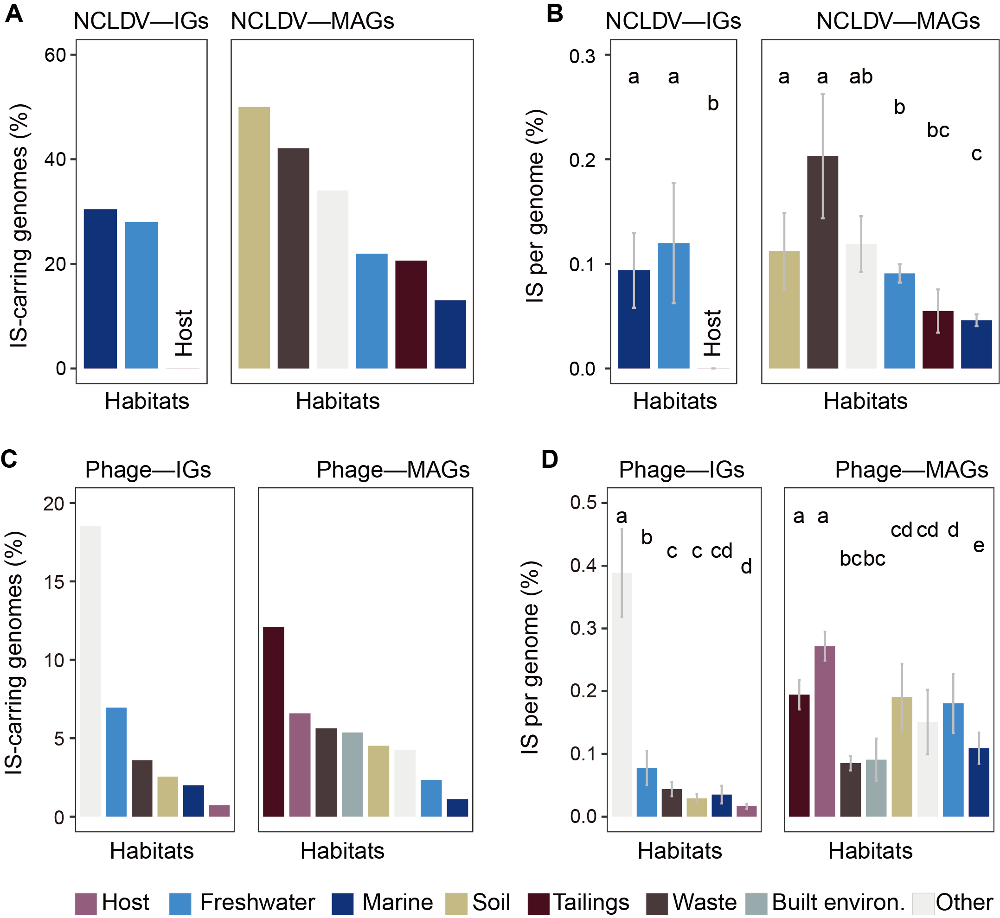 A
NCLDV—IGs
NCLDV—MAGs
IS-carring genomes (%)
60
40
20
0
Host
Habitats
Habitats
B
NCLDV—IGs
NCLDV—MAGs
IS per genome (%)
0.3
0.2
0.1
0.0
a
a
b
Host
a
a
ab
b
bc
c
Habitats
Habitats
C
Phage—IGs
Phage—MAGs
IS-carring genomes (%)
20
15
10
5
0
Habitats
Habitats
D
Phage—IGs
Phage—MAGs
IS per genome (%)
0.5
0.4
0.3
0.2
0.1
0.0
a
b
c
c
cd
d
a
a
bc
bc
cd
cd
d
e
Habitats
Habitats
Host Freshwater Marine Soil Tailings Waste Built environ. Other